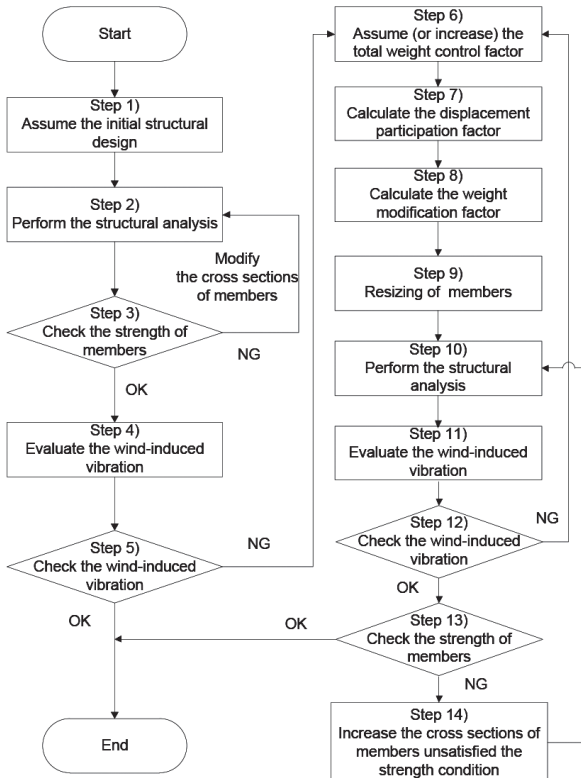 Start
Step 1)
Assume the initial structural
design
Step 2)
Perform the structural analysis
Modify
the cross sections
of members
Step 3)
Check the strength of
members
NG
OK
Step 4)
Evaluate the wind-induced
vibration
Step 5)
Check the wind-induced
vibration
NG
OK
End
Step 6)
Assume (or increase) the
total weight control factor
Step 7)
Calculate the displacement
participation factor
Step 8)
Calculate the weight
modification factor
Step 9)
Resizing of members
Step 10)
Perform the structural
analysis
Step 11)
Evaluate the wind-induced
vibration
Step 12)
Check the wind-induced
vibration
NG
OK
Step 13)
Check the strength of
members
OK
NG
Step 14)
Increase the cross sections of
members unsatisfied the
strength condition